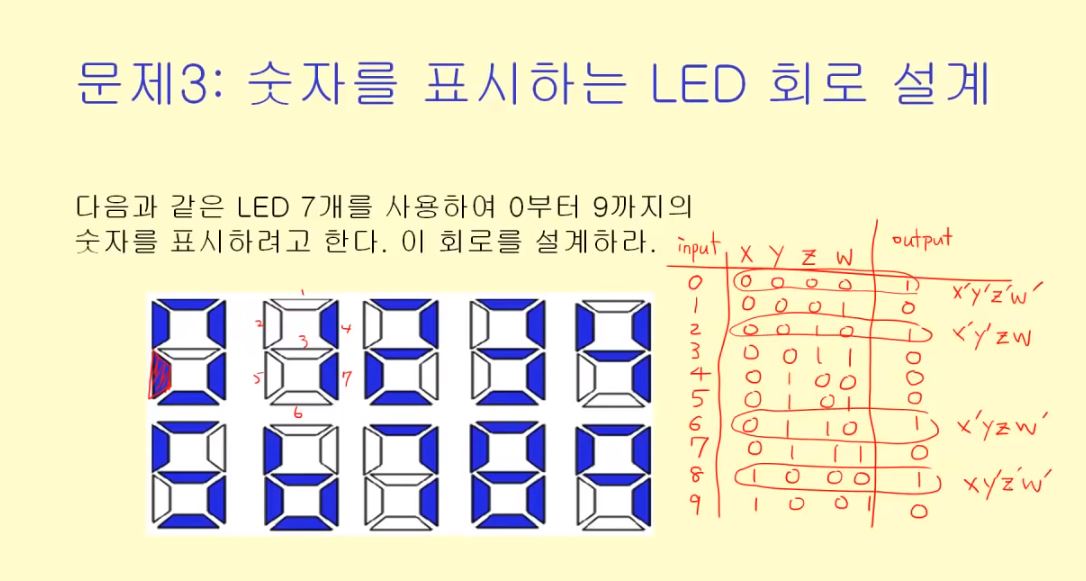 문제3: 숫자를 표시하는 LED 회로 설계
다음과 같은 LED 7개를 사용하여 0부터 9까지의
숫자를 표시하려고 한다. 이 회로를 설계하라.
1
2
3
4
5
6
7
input X Y Z W output
0 0 0 0 0 1 x'y'z'w'
1 0 0 0 1 0
2 0 0 1 0 1 x'y'zw
3 0 0 1 1 0
4 0 1 0 0 0
5 0 1 0 1 0
6 0 1 1 0 1 x'yzw'
7 0 1 1 1 0
8 1 0 0 0 1 xy'z'w'
9 1 0 0 1 0